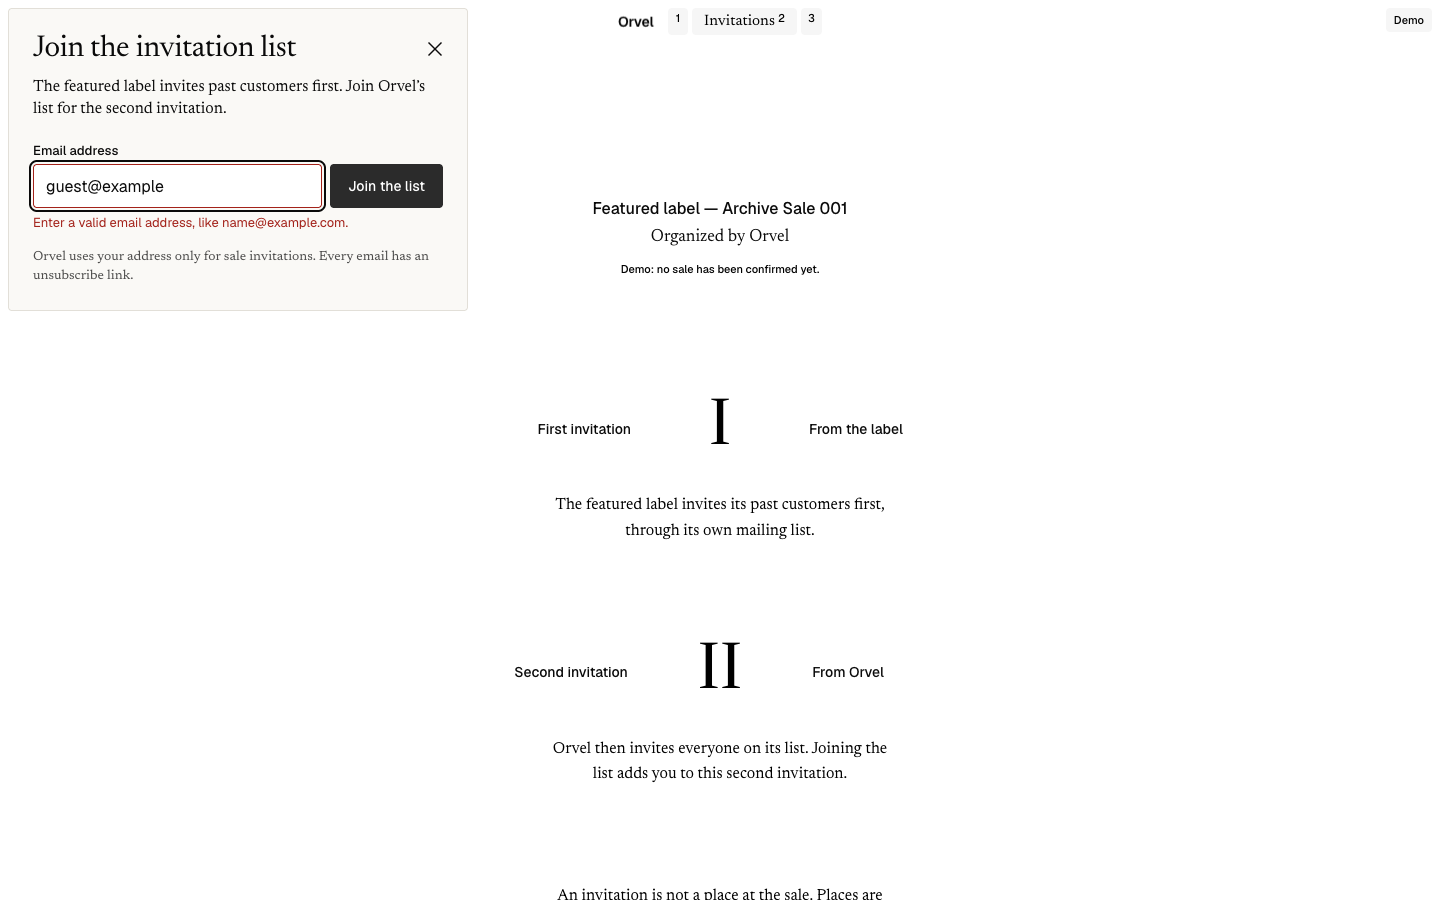 Join the invitation list
The featured label invites past customers first. Join Orvel’s
list for the second invitation.
Email address
guest@example
Join the list
Enter a valid email address, like name@example.com.
Orvel uses your address only for sale invitations. Every email has an
unsubscribe link.
Orvel 1 Invitations 2 3
Demo
Featured label — Archive Sale 001
Organized by Orvel
Demo: no sale has been confirmed yet.
First invitation I From the label
The featured label invites its past customers first,
through its own mailing list.
Second invitation II From Orvel
Orvel then invites everyone on its list. Joining the
list adds you to this second invitation.
An invitation is not a place at the sale. Places are